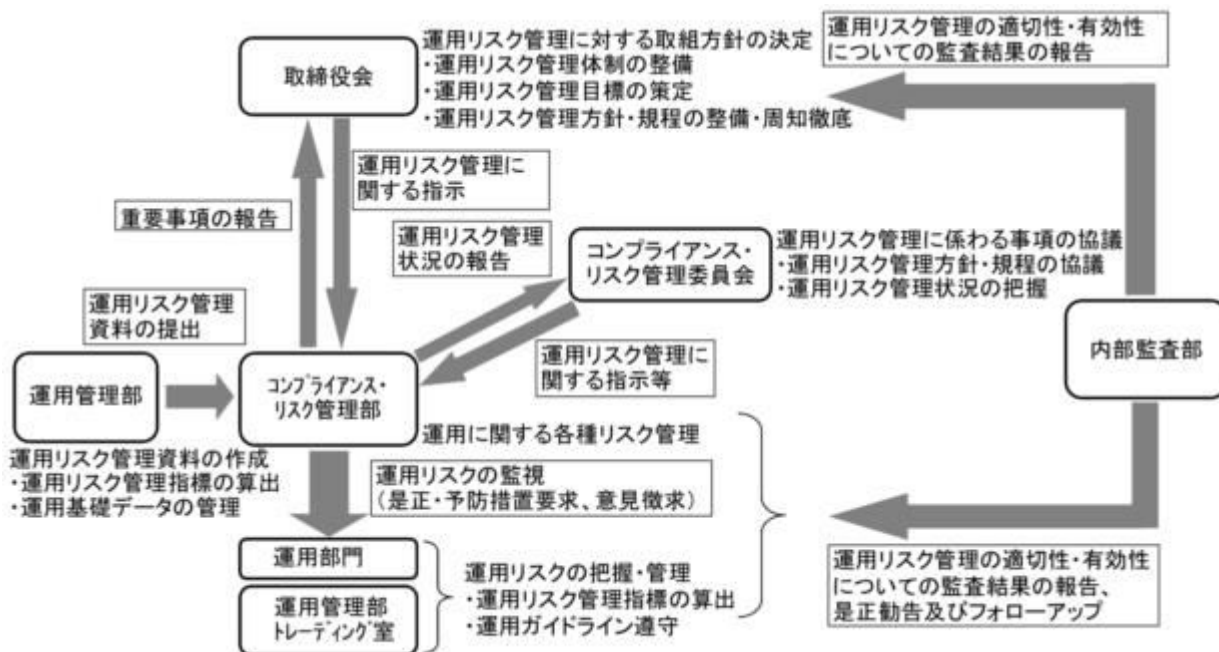 取締役会
運用リスク管理に対する取組方針の決定
・運用リスク管理体制の整備
・運用リスク管理目標の策定
・運用リスク管理方針・規程の整備・周知徹底
運用リスク管理の適切性・有効性
についての監査結果の報告
運用リスク管理に
関する指示
重要事項の報告
運用リスク管理
状況の報告
コンプライアンス・
リスク管理委員会
運用リスク管理に係わる事項の協議
・運用リスク管理方針・規程の協議
・運用リスク管理状況の把握
運用リスク管理
資料の提出
運用リスク管理に
関する指示等
内部監査部
運用管理部
コンプライアンス・
リスク管理部
運用に関する各種リスク管理
運用リスク管理資料の作成
・運用リスク管理指標の算出
・運用基礎データの管理
運用リスクの監視
(是正・予防措置要求、意見徴求)
運用部門
運用管理部
トレーディング室
運用リスクの把握・管理
・運用リスク管理指標の算出
・運用ガイドライン遵守
運用リスク管理の適切性・有効性
についての監査結果の報告、
是正勧告及びフォローアップ